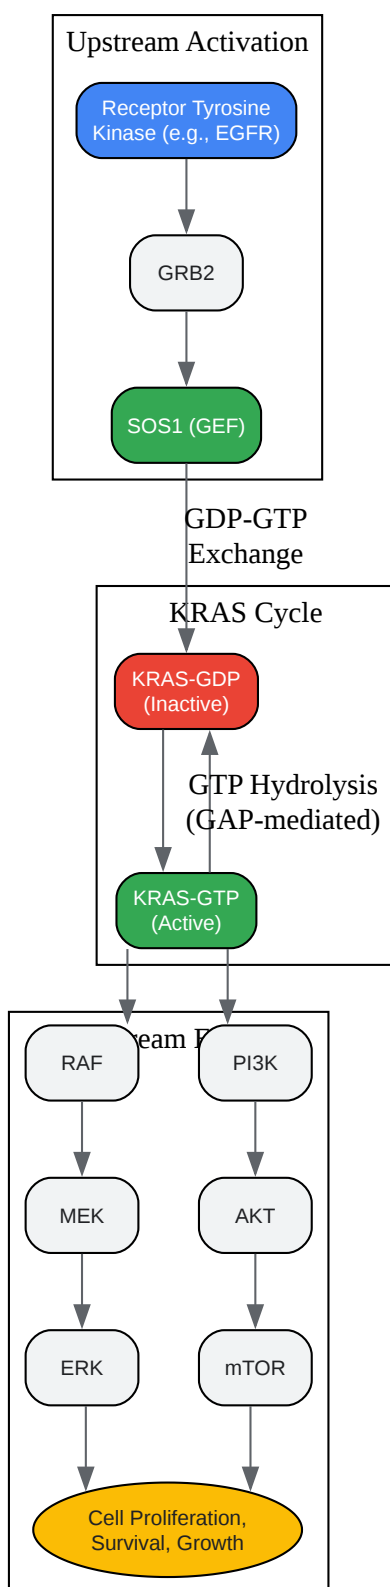 Upstream Activation
Receptor Tyrosine
Kinase (e.g., EGFR)
GRB2
SOS1 (GEF)
GDP-GTP
Exchange
KRAS Cycle
KRAS-GDP
(Inactive)
GTP Hydrolysis
(GAP-mediated)
KRAS-GTP
(Active)
RAF
PI3K
MEK
AKT
ERK
mTOR
Cell Proliferation,
Survival, Growth